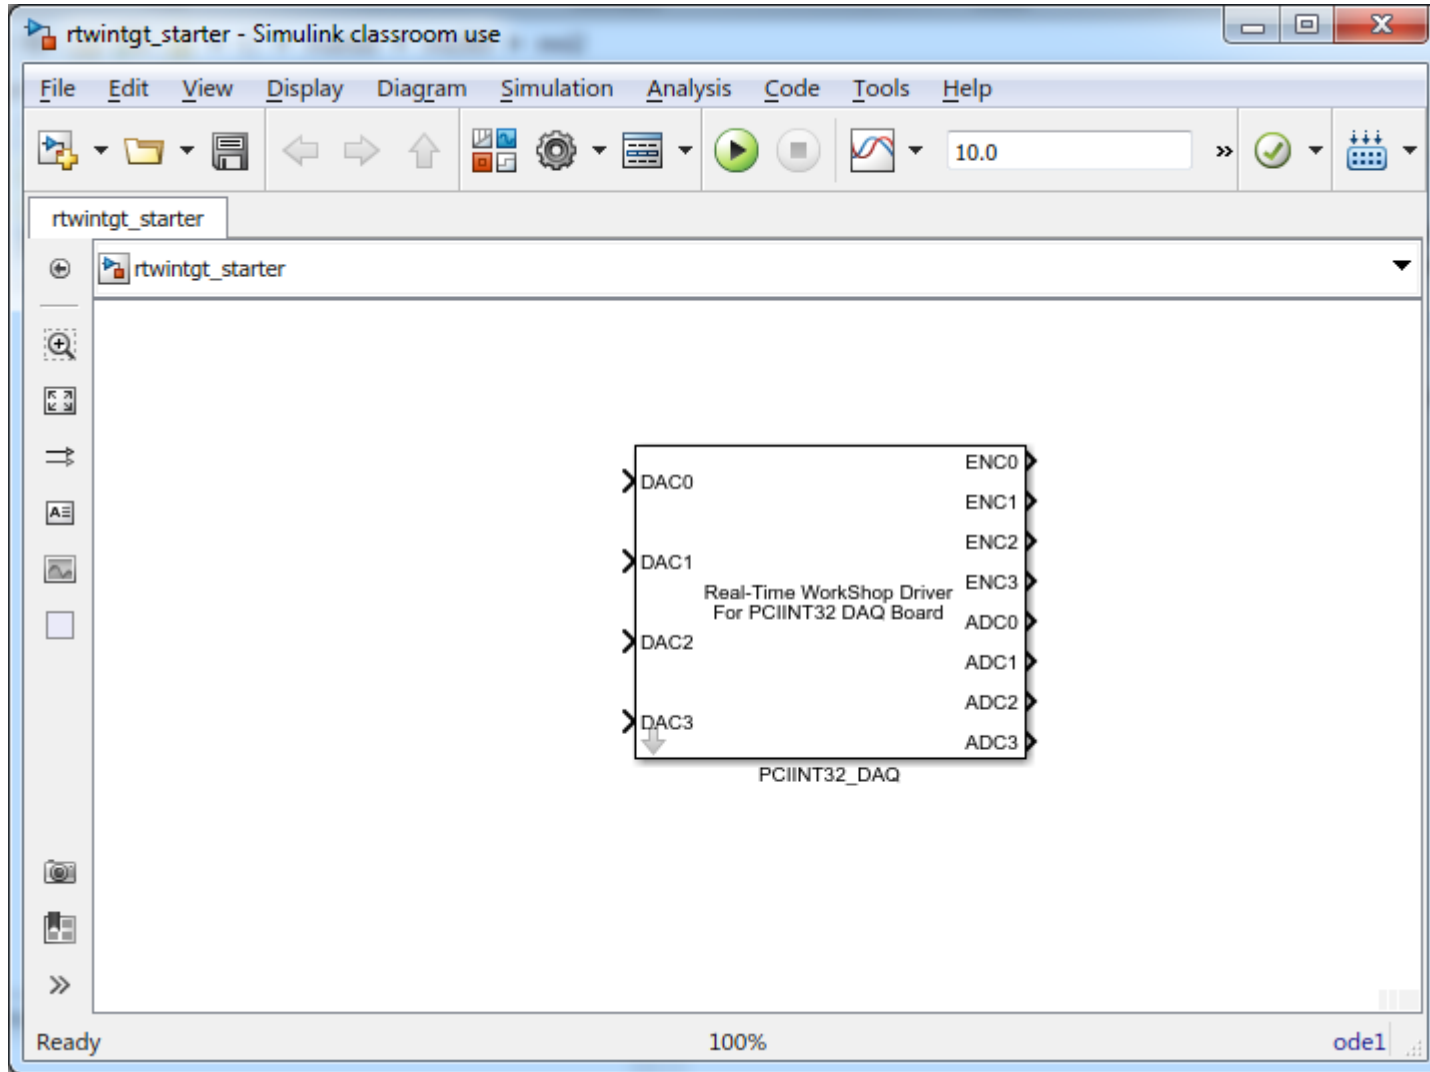 rtwintgt_starter - Simulink classroom use
File Edit View Display Diagram Simulation Analysis Code Tools Help
10.0
rtwintgt_starter
rtwintgt_starter
DAC0
DAC1
DAC2
DAC3
Real-Time WorkShop Driver
For PCIINT32 DAQ Board
ENC0
ENC1
ENC2
ENC3
ADC0
ADC1
ADC2
ADC3
PCIINT32_DAQ
Ready 100% ode1